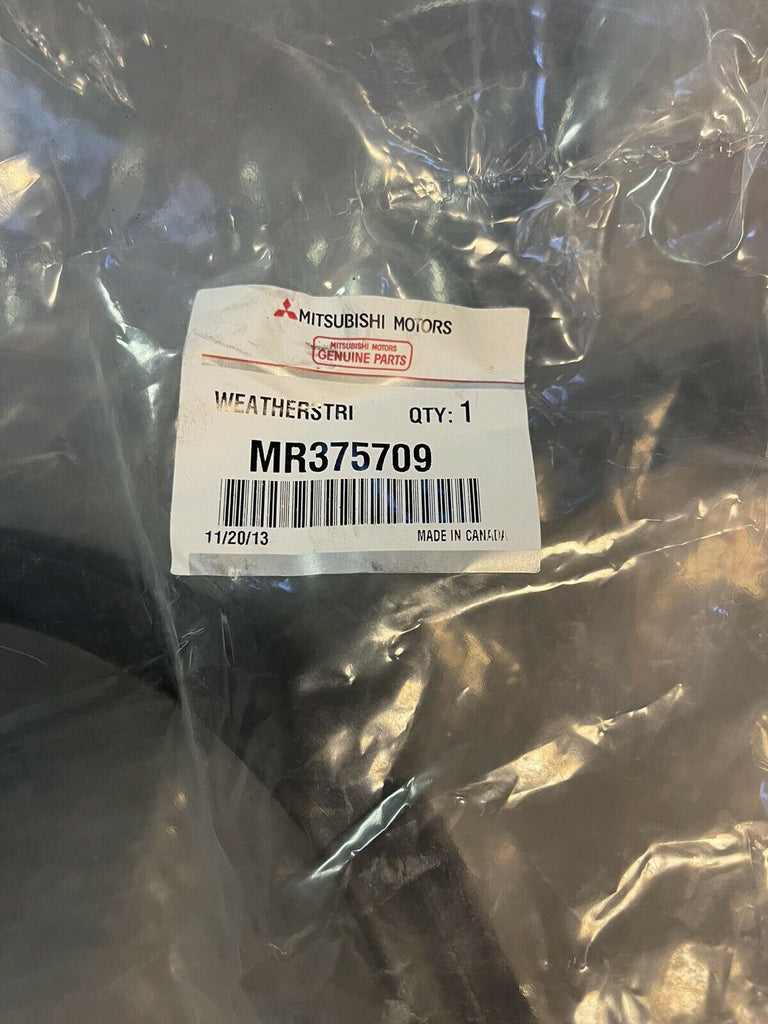 MITSUBISHI MOTORS
MITSUBISHI MOTORS
GENUINE PARTS
WEATHERSTRI QTY: 1
MR375709
11/20/13 MADE IN CANADA